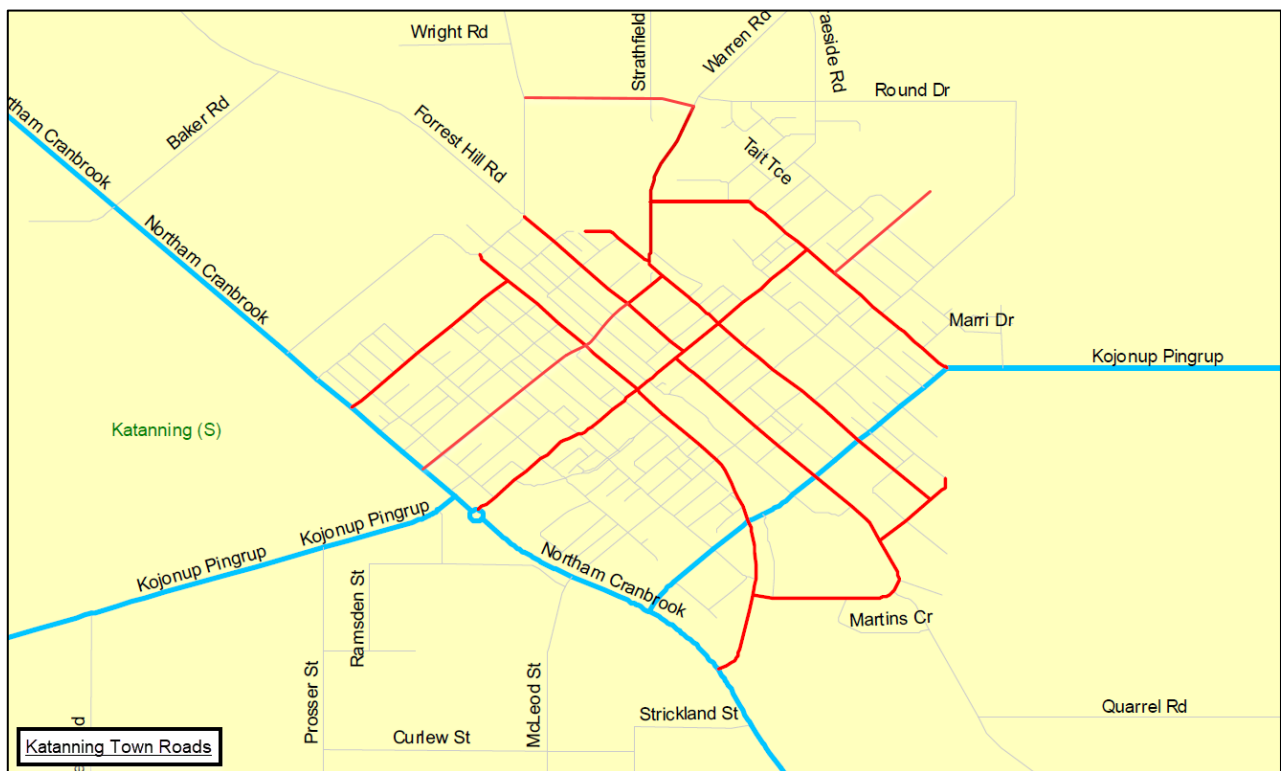 Wright Rd
Strathfield
Warren Rd
aeside Rd
Round Dr
Baker Rd
Forrest Hill Rd
Tait Tce
rtham Cranbrook
Northam Cranbrook
Marri Dr
Kojonup Pingrup
Katanning (S)
Kojonup Pingrup
Kojonup Pingrup
Northam Cranbrook
Ramsden St
Martins Cr
Prosser St
McLeod St
Quarrel Rd
Strickland St
Curlew St
Katanning Town Roads